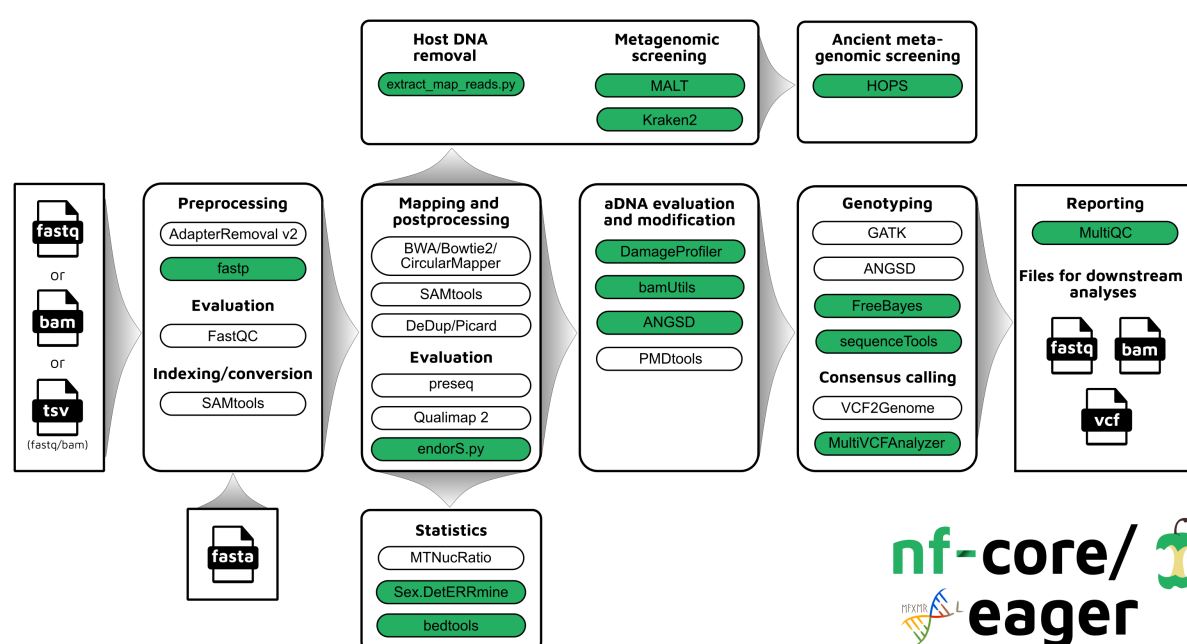 Host DNA
removal
extract_map_reads.py
Metagenomic
screening
MALT
Kraken2
Ancient meta-
genomic screening
HOPS
fastq
or
bam
or
tsv
(fastq/bam)
Preprocessing
AdapterRemoval v2
fastp
Evaluation
FastQC
Indexing/conversion
SAMtools
fasta
Mapping and
postprocessing
BWA/Bowtie2/
CircularMapper
SAMtools
DeDup/Picard
Evaluation
preseq
Qualimap 2
endorS.py
Statistics
MTNucRatio
Sex.DetERRmine
bedtools
aDNA evaluation
and modification
DamageProfiler
bamUtils
ANGSD
PMDtools
Genotyping
GATK
ANGSD
FreeBayes
sequenceTools
Consensus calling
VCF2Genome
MultiVCFAnalyzer
Reporting
MultiQC
Files for downstream
analyses
fastq
bam
vcf
nf-core/
eager